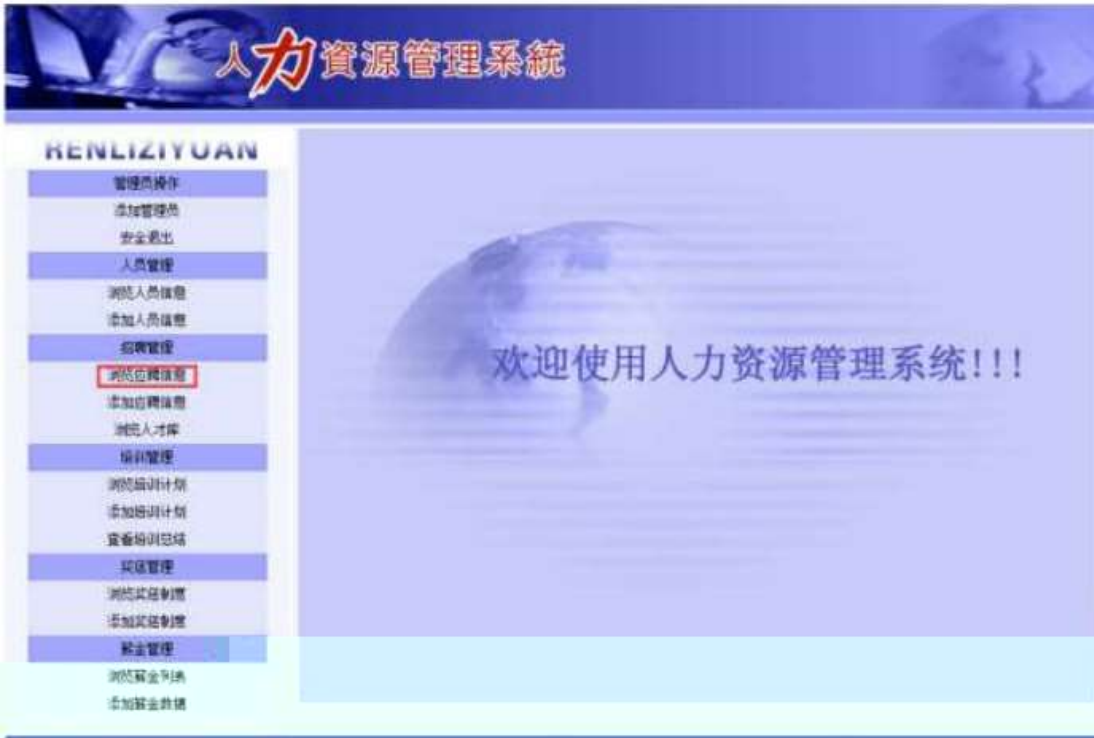 人力資源管理系統
RENLIZIYUAN
管理员操作
添加管理员
安全退出
人员管理
浏览人员信息
添加人员信息
招聘管理
浏览应聘信息
添加应聘信息
浏览人才库
欢迎使用人力资源管理系统!!!
培训管理
浏览培训计划
添加培训计划
查看培训总结
奖惩管理
浏览奖惩制度
添加奖惩制度
薪金管理
浏览薪金列表
添加薪金数据